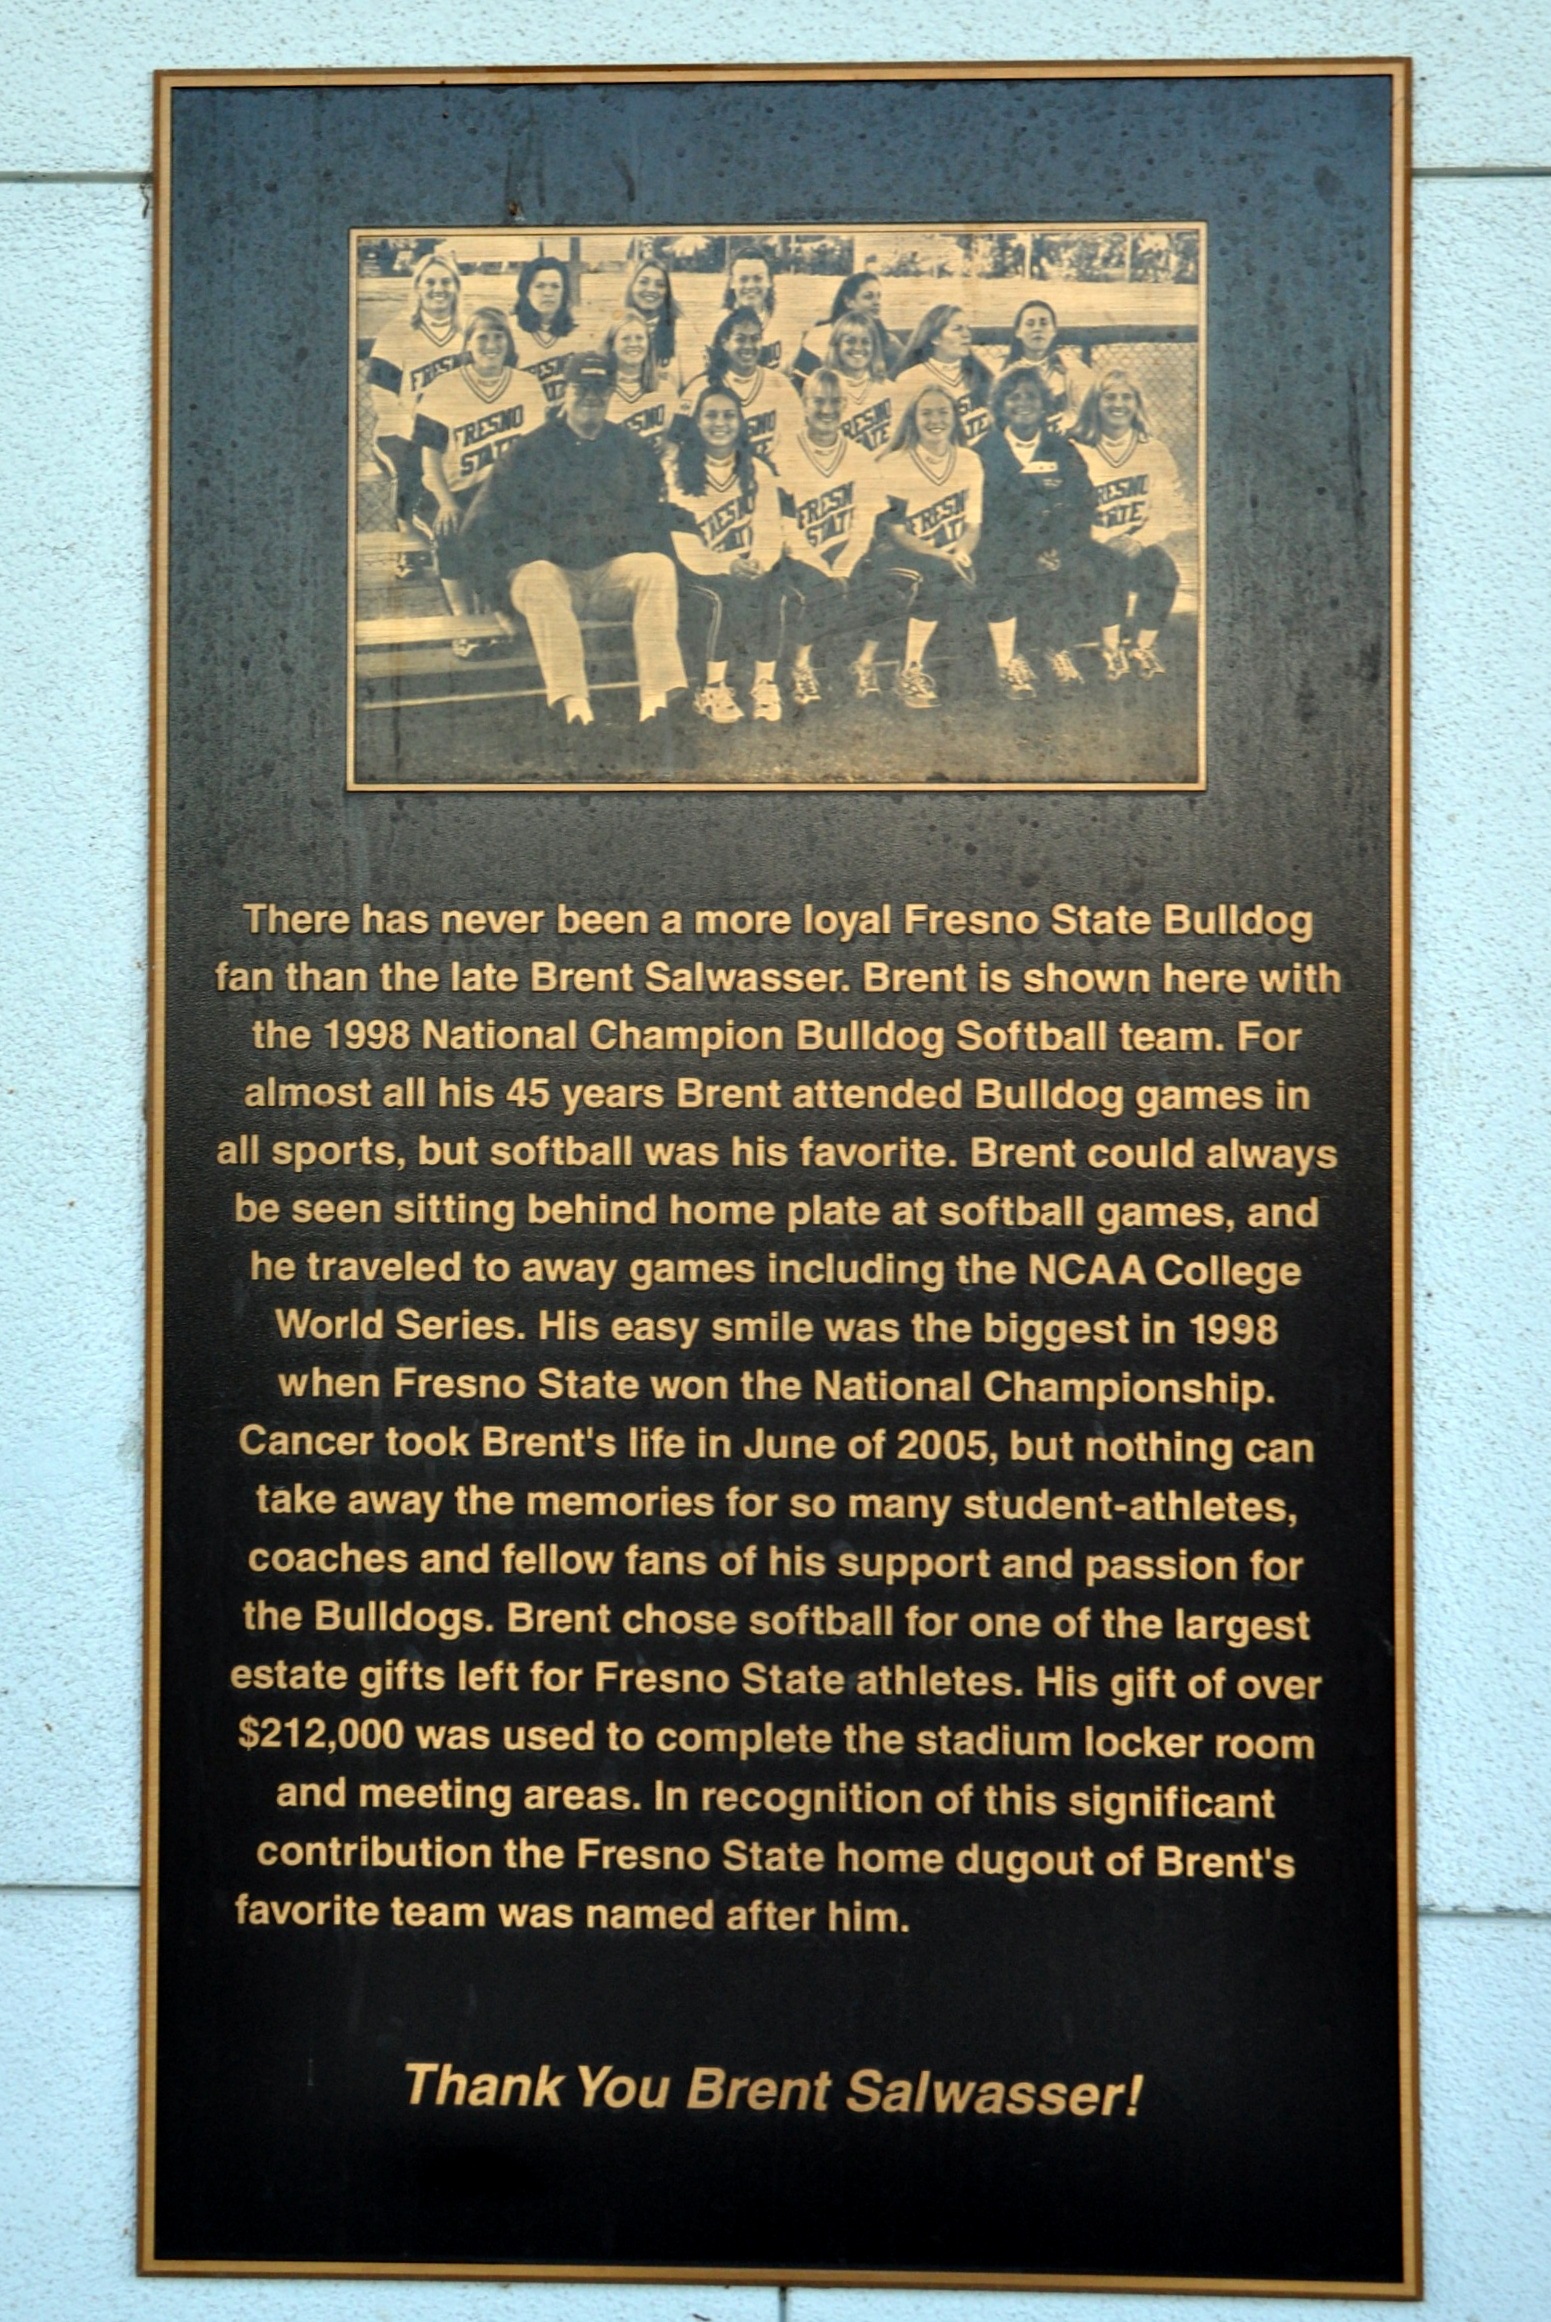 FRESNO
STATE
There has never been a more loyal Fresno State Bulldog
fan than the late Brent Salwasser. Brent is shown here with
the 1998 National Champion Bulldog Softball team. For
almost all his 45 years Brent attended Bulldog games in
all sports, but softball was his favorite. Brent could always
be seen sitting behind home plate at softball games, and
he traveled to away games including the NCAA College
World Series. His easy smile was the biggest in 1998
when Fresno State won the National Championship.
Cancer took Brent's life in June of 2005, but nothing can
take away the memories for so many student-athletes,
coaches and fellow fans of his support and passion for
the Bulldogs. Brent chose softball for one of the largest
estate gifts left for Fresno State athletes. His gift of over
$212,000 was used to complete the stadium locker room
and meeting areas. In recognition of this significant
contribution the Fresno State home dugout of Brent's
favorite team was named after him.
Thank You Brent Salwasser!